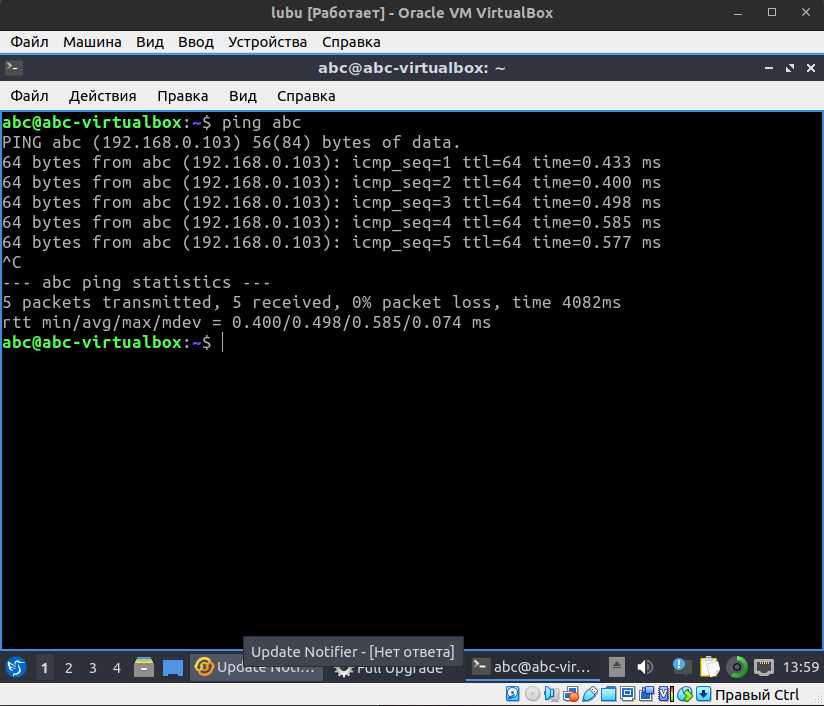 lubu [Работает] - Oracle VM VirtualBox
Файл Машина Вид Ввод Устройства Справка
abc@abc-virtualbox: ~
Файл Действия Правка Вид Справка
abc@abc-virtualbox:~$ ping abc
PING abc (192.168.0.103) 56(84) bytes of data.
64 bytes from abc (192.168.0.103): icmp_seq=1 ttl=64 time=0.433 ms
64 bytes from abc (192.168.0.103): icmp_seq=2 ttl=64 time=0.400 ms
64 bytes from abc (192.168.0.103): icmp_seq=3 ttl=64 time=0.498 ms
64 bytes from abc (192.168.0.103): icmp_seq=4 ttl=64 time=0.585 ms
64 bytes from abc (192.168.0.103): icmp_seq=5 ttl=64 time=0.577 ms
^C
--- abc ping statistics ---
5 packets transmitted, 5 received, 0% packet loss, time 4082ms
rtt min/avg/max/mdev = 0.400/0.498/0.585/0.074 ms
abc@abc-virtualbox:~$
Update Notifier - [Нет ответа]
1 2 3 4 Update Noti... Full Upgrade abc@abc-vir... 13:59
Правый Ctrl